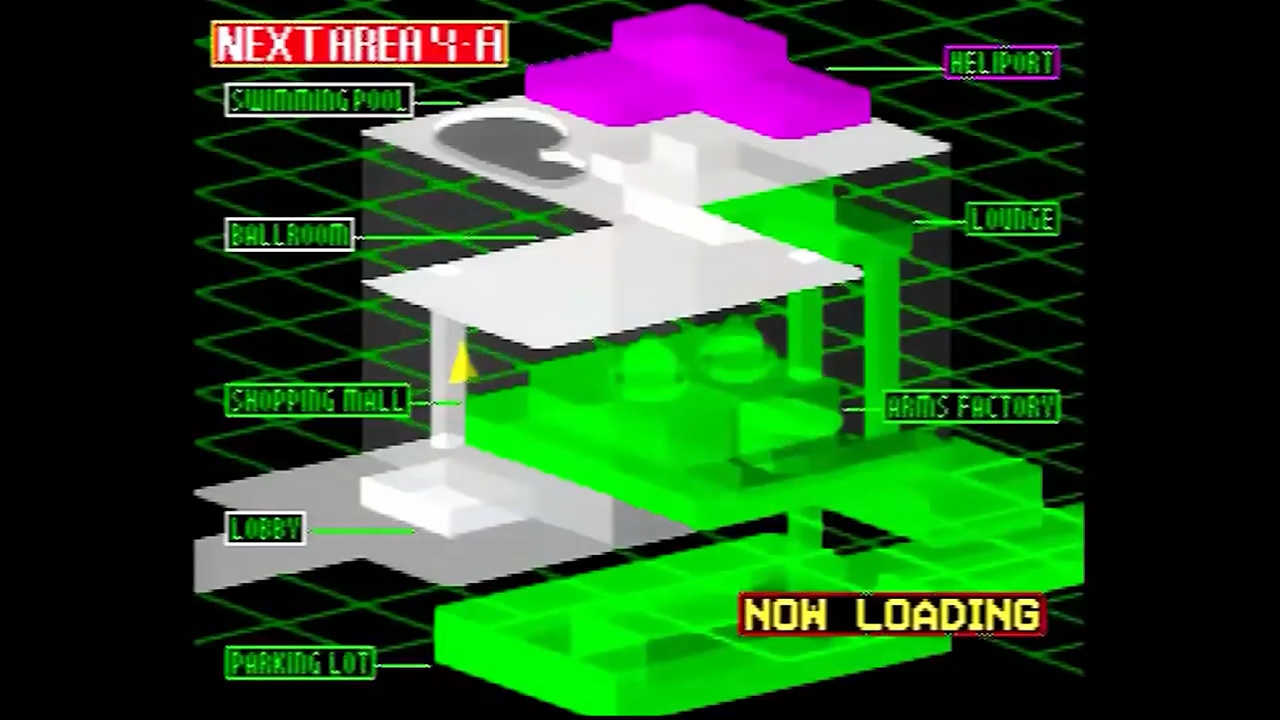 NEXT AREA 4-A
HELIPORT
SWIMMING POOL
LOUNGE
BALLROOM
SHOPPING MALL
ARMS FACTORY
LOBBY
NOW LOADING
PARKING LOT